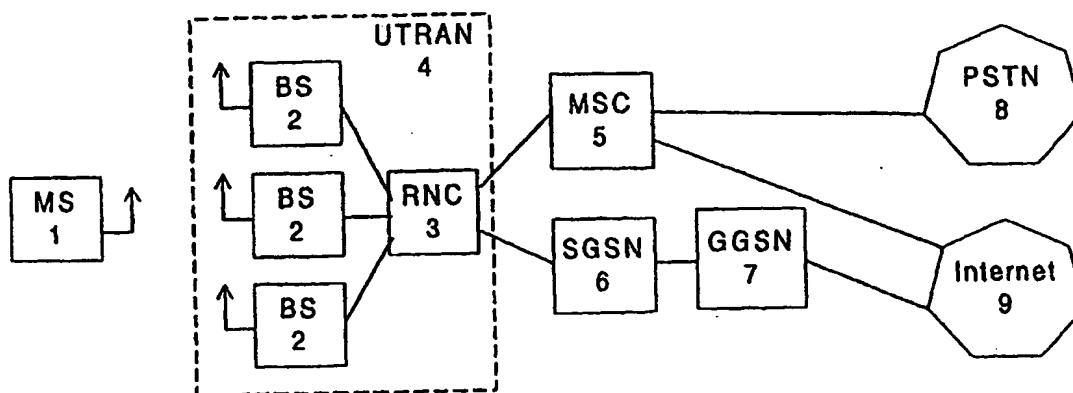 UTRAN
4
BS
2
BS
2
BS
2
MS
1
RNC
3
MSC
5
SGSN
6
GGSN
7
PSTN
8
Internet
9